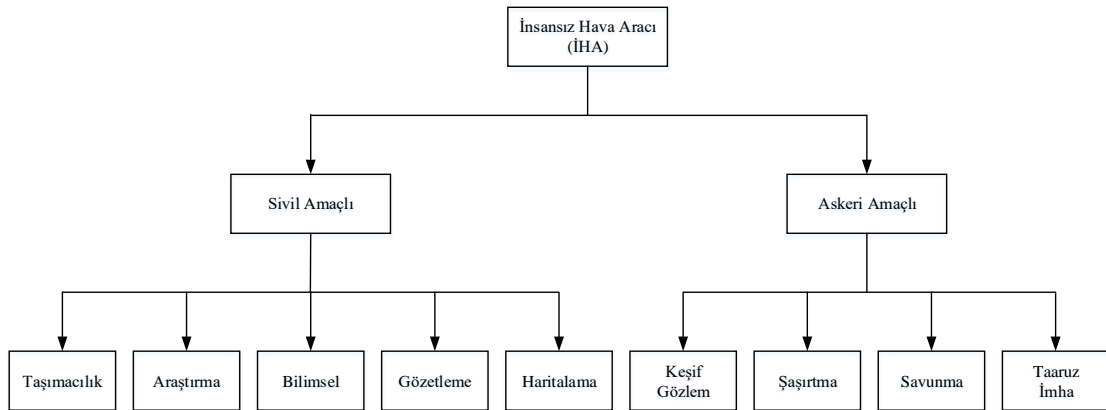 İnsansız Hava Aracı
(İHA)
Sivil Amaçlı
Askeri Amaçlı
Taşımacılık
Araştırma
Bilimsel
Gözetleme
Haritalama
Keşif
Gözlem
Şaşırtma
Savunma
Taaruz
İmha